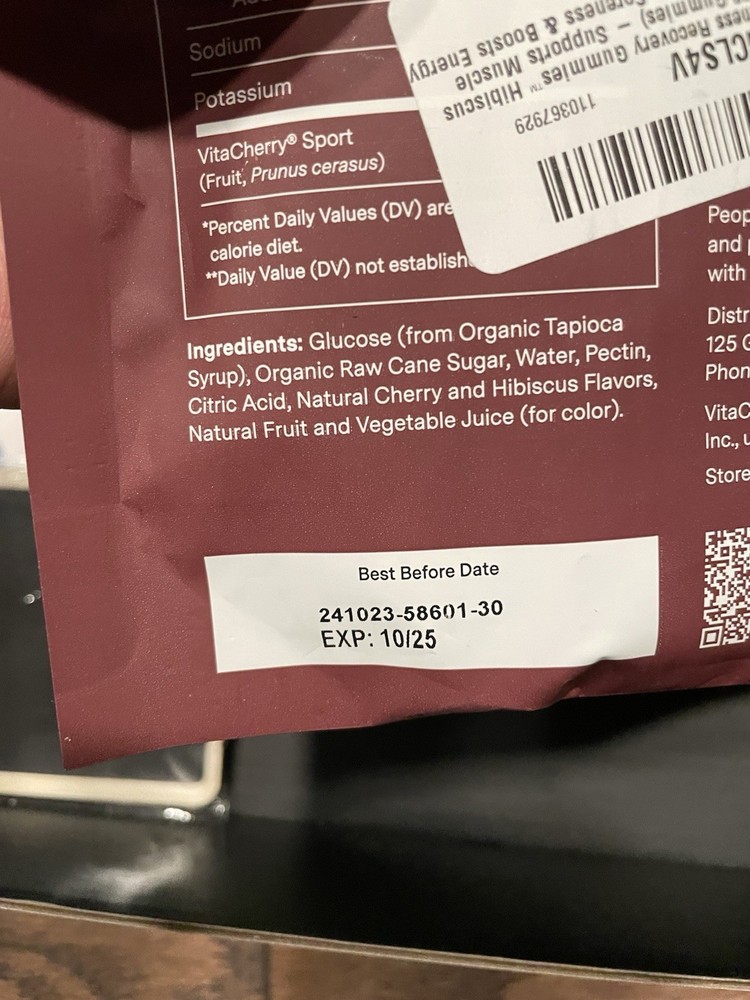 Sodium
Potassium
VitaCherry® Sport
(Fruit, Prunus cerasus)
*Percent Daily Values (DV) are
calorie diet.
**Daily Value (DV) not establish
Ingredients: Glucose (from Organic Tapioca
Syrup), Organic Raw Cane Sugar, Water, Pectin,
Citric Acid, Natural Cherry and Hibiscus Flavors,
Natural Fruit and Vegetable Juice (for color).
Best Before Date
241023-58601-30
EXP: 10/25
CLS4V
Recovery Gummies™ Hibiscus
– Supports Muscle
& Boosts Energy
110367929
Peop
and
with
Distr
125 G
Phon
VitaC
Inc., u
Store